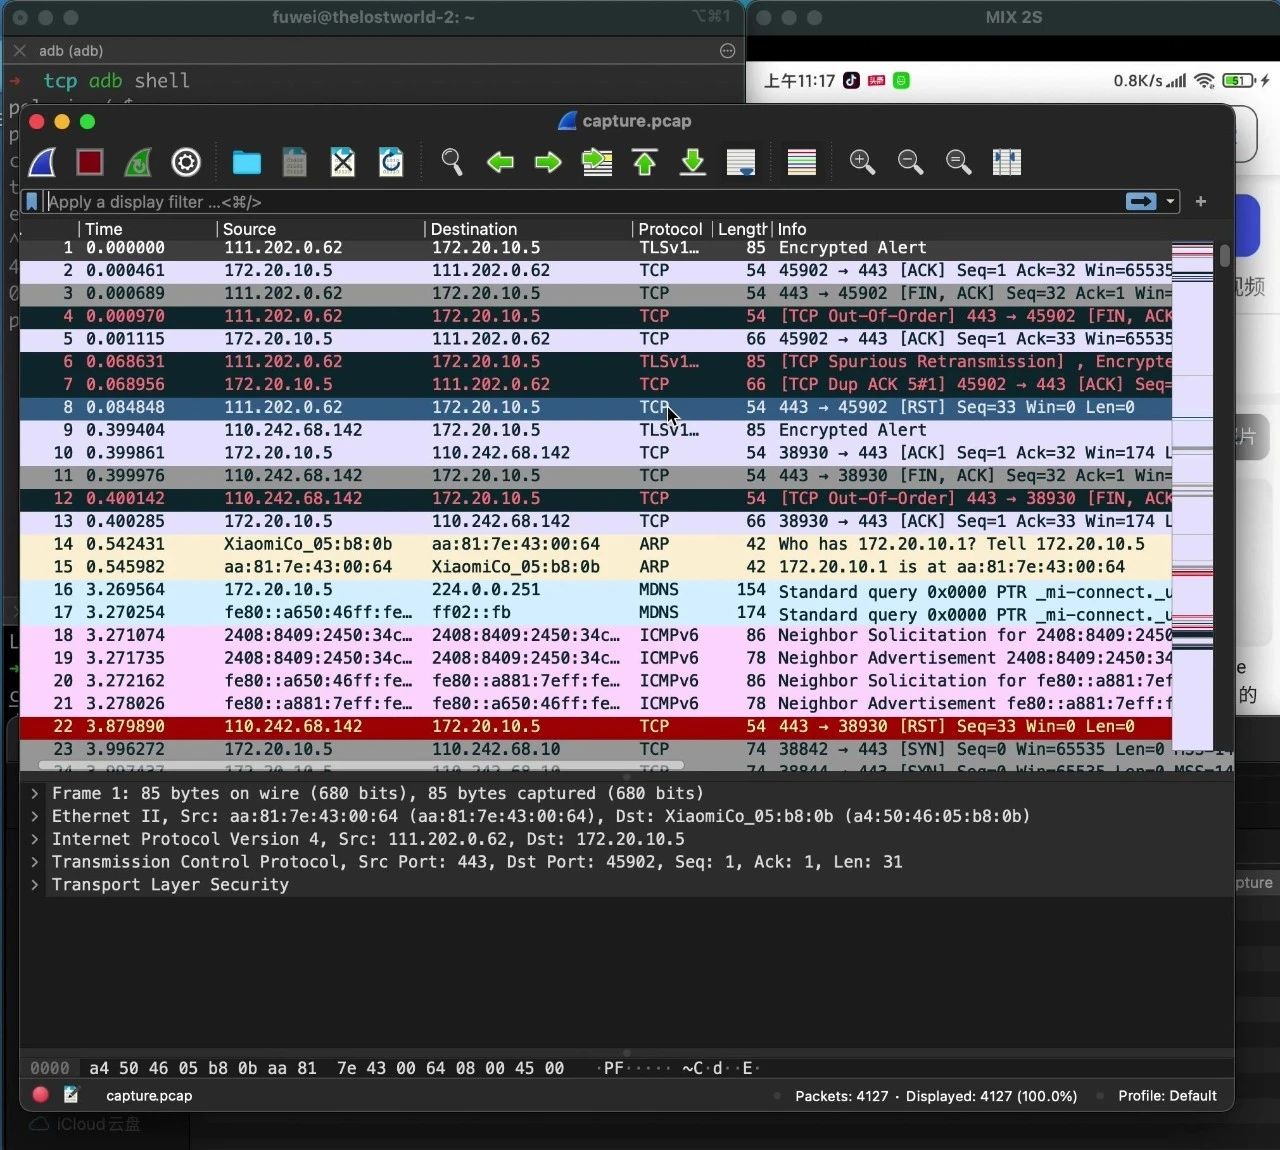 fuwei@thelostworld-2: ~
⌥⌘1
MIX 2S
adb (adb)
tcp adb shell
上午11:17
0.8K/s
51
capture.pcap
Apply a display filter ...<⌘/>
Time Source Destination Protocol Length Info
1 0.000000 111.202.0.62 172.20.10.5 TLSv1… 85 Encrypted Alert
2 0.000461 172.20.10.5 111.202.0.62 TCP 54 45902 → 443 [ACK] Seq=1 Ack=32 Win=65535
3 0.000689 111.202.0.62 172.20.10.5 TCP 54 443 → 45902 [FIN, ACK] Seq=32 Ack=1 Win=
4 0.000970 111.202.0.62 172.20.10.5 TCP 54 [TCP Out-Of-Order] 443 → 45902 [FIN, ACK
5 0.001115 172.20.10.5 111.202.0.62 TCP 66 45902 → 443 [ACK] Seq=1 Ack=33 Win=65535
6 0.068631 111.202.0.62 172.20.10.5 TLSv1… 85 [TCP Spurious Retransmission] , Encrypte
7 0.068956 172.20.10.5 111.202.0.62 TCP 66 [TCP Dup ACK 5#1] 45902 → 443 [ACK] Seq=
8 0.084848 111.202.0.62 172.20.10.5 TCP 54 443 → 45902 [RST] Seq=33 Win=0 Len=0
9 0.399404 110.242.68.142 172.20.10.5 TLSv1… 85 Encrypted Alert
10 0.399861 172.20.10.5 110.242.68.142 TCP 54 38930 → 443 [ACK] Seq=1 Ack=32 Win=174 L
11 0.399976 110.242.68.142 172.20.10.5 TCP 54 443 → 38930 [FIN, ACK] Seq=32 Ack=1 Win=
12 0.400142 110.242.68.142 172.20.10.5 TCP 54 [TCP Out-Of-Order] 443 → 38930 [FIN, ACK
13 0.400285 172.20.10.5 110.242.68.142 TCP 66 38930 → 443 [ACK] Seq=1 Ack=33 Win=174 L
14 0.542431 XiaomiCo_05:b8:0b aa:81:7e:43:00:64 ARP 42 Who has 172.20.10.1? Tell 172.20.10.5
15 0.545982 aa:81:7e:43:00:64 XiaomiCo_05:b8:0b ARP 42 172.20.10.1 is at aa:81:7e:43:00:64
16 3.269564 172.20.10.5 224.0.0.251 MDNS 154 Standard query 0x0000 PTR _mi-connect._u
17 3.270254 fe80::a650:46ff:fe… ff02::fb MDNS 174 Standard query 0x0000 PTR _mi-connect._u
18 3.271074 2408:8409:2450:34c… 2408:8409:2450:34c… ICMPv6 86 Neighbor Solicitation for 2408:8409:2450
19 3.271735 2408:8409:2450:34c… 2408:8409:2450:34c… ICMPv6 78 Neighbor Advertisement 2408:8409:2450:34
20 3.272162 fe80::a650:46ff:fe… fe80::a881:7eff:fe… ICMPv6 86 Neighbor Solicitation for fe80::a881:7ef
21 3.278026 fe80::a881:7eff:fe… fe80::a650:46ff:fe… ICMPv6 78 Neighbor Advertisement fe80::a881:7eff:f
22 3.879890 110.242.68.142 172.20.10.5 TCP 54 443 → 38930 [RST] Seq=33 Win=0 Len=0
23 3.996272 172.20.10.5 110.242.68.10 TCP 74 38842 → 443 [SYN] Seq=0 Win=65535 Len=0 MSS=14
视频
片
e
的
Frame 1: 85 bytes on wire (680 bits), 85 bytes captured (680 bits)
Ethernet II, Src: aa:81:7e:43:00:64 (aa:81:7e:43:00:64), Dst: XiaomiCo_05:b8:0b (a4:50:46:05:b8:0b)
Internet Protocol Version 4, Src: 111.202.0.62, Dst: 172.20.10.5
Transmission Control Protocol, Src Port: 443, Dst Port: 45902, Seq: 1, Ack: 1, Len: 31
Transport Layer Security
pture
0000 a4 50 46 05 b8 0b aa 81 7e 43 00 64 08 00 45 00 ·PF····· ~C·d··E·
capture.pcap
Packets: 4127 · Displayed: 4127 (100.0%)
Profile: Default
iCloud云盘